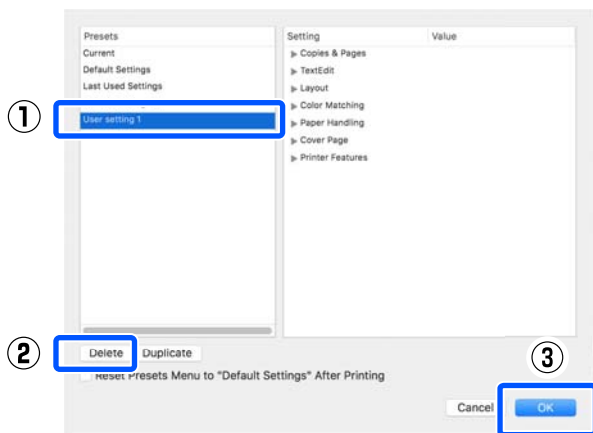 Presets
Setting Value
Current
Copies & Pages
Default Settings
TextEdit
Last Used Settings
Layout
Color Matching
① User setting 1
Paper Handling
Cover Page
Printer Features
② Delete Duplicate
③
Reset Presets Menu to "Default Settings" After Printing
Cancel OK